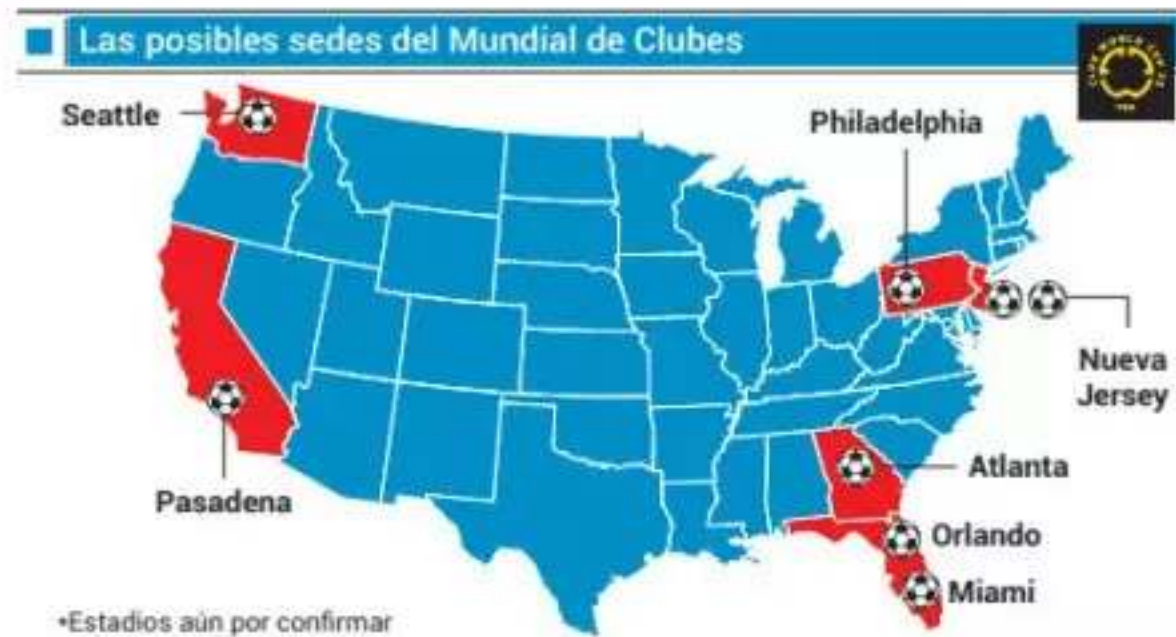 Las posibles sedes del Mundial de Clubes
Seattle
Philadelphia
Nueva
Jersey
Pasadena
Atlanta
Orlando
Miami
•Estadios aún por confirmar